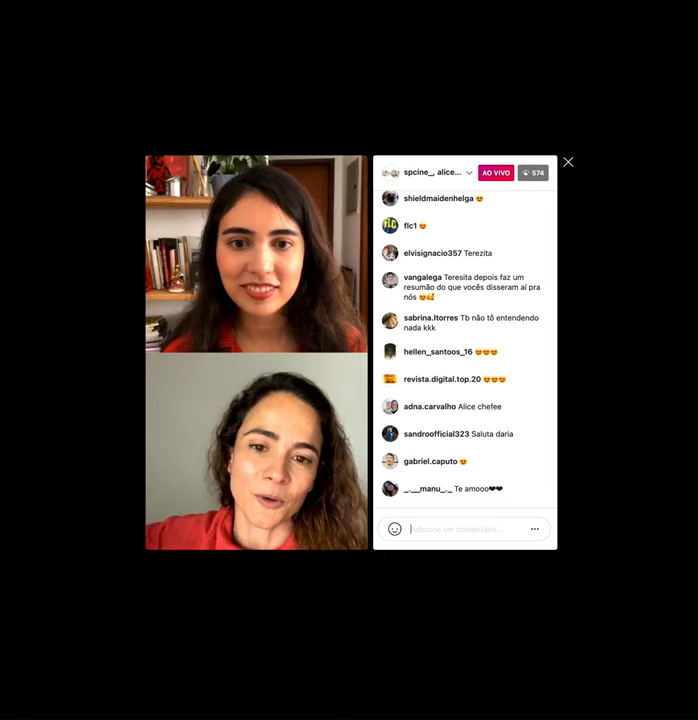 spcine_, alice...
AO VIVO
574
shieldmaidenhelga 😍
FLC
flc1 😍
elvisignacio357 Terezita
vangalega Teresita depois faz um
resumão do que vocês disseram aí pra
nós 😍🥰
sabrina.ltorres Tb não tô entendendo
nada kkk
hellen_santoos_16 😍😍😍
revista.digital.top.20 😍😍😍
adna.carvalho Alice chefee
sandroofficial323 Saluta daria
gabriel.caputo 😍
_.__manu_._ Te amooo❤❤
Adicione um comentário...